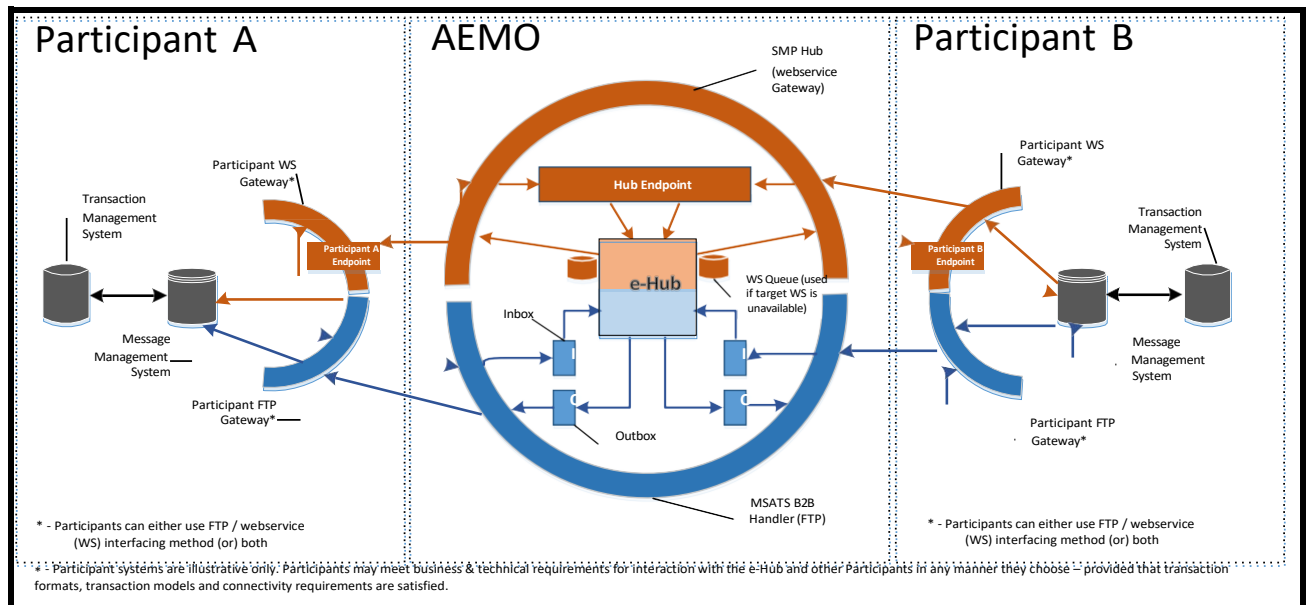 Participant A
AEMO
Participant B
SMP Hub
(webservice
Gateway)
Participant WS
Gateway*
Transaction
Management
System
Participant A
Endpoint
Message
Management
System
Participant FTP
Gateway*
Hub Endpoint
e-Hub
WS Queue (used
if target WS is
unavailable)
Inbox
I
I
O
O
Outbox
MSATS B2B
Handler (FTP)
Participant WS
Gateway*
Transaction
Management
System
Participant B
Endpoint
Message
Management
System
Participant FTP
Gateway*
* - Participants can either use FTP / webservice
(WS) interfacing method (or) both
* - Participants can either use FTP / webservice
(WS) interfacing method (or) both
* - Participant systems are illustrative only. Participants may meet business & technical requirements for interaction with the e-Hub and other Participants in any manner they choose – provided that transaction
formats, transaction models and connectivity requirements are satisfied.